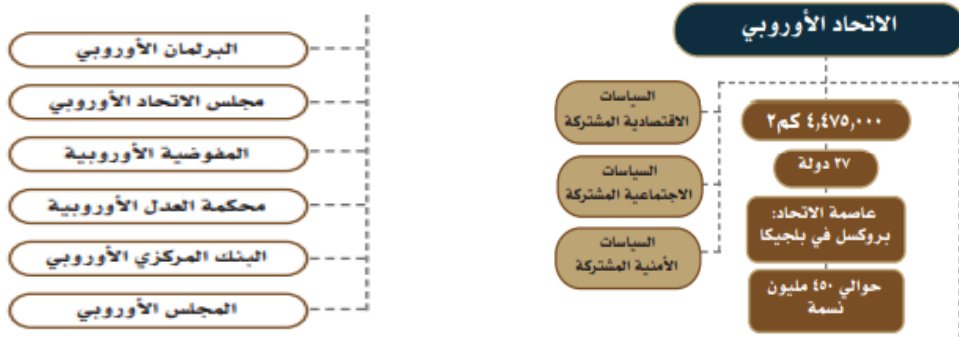 الاتحاد الأوروبي
٤,٤٧٥,٠٠٠ كم٢
٢٧ دولة
عاصمة الاتحاد:
بروكسل في بلجيكا
حوالي ٤٥٠ مليون
نسمة
السياسات
الاقتصادية المشتركة
السياسات
الاجتماعية المشتركة
السياسات
الأمنية المشتركة
البرلمان الأوروبي
مجلس الاتحاد الأوروبي
المفوضية الأوروبية
محكمة العدل الأوروبية
البنك المركزي الأوروبي
المجلس الأوروبي